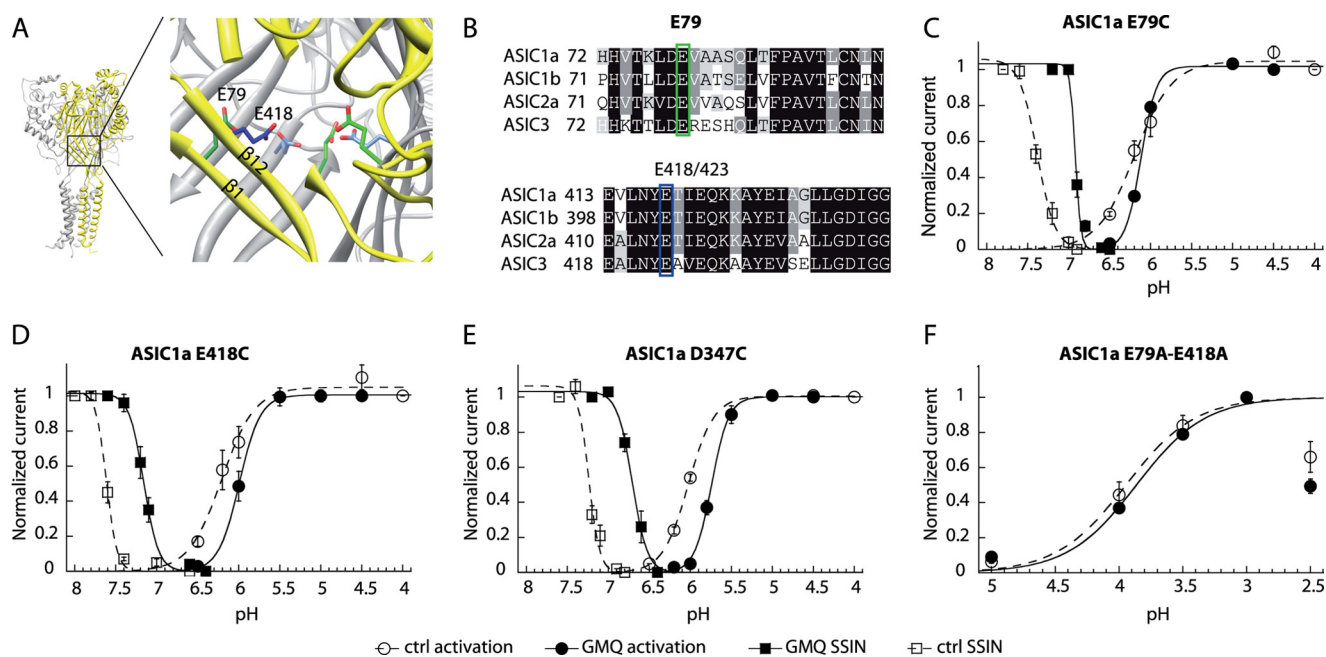 A
E79
E418
β12
β1
B
E79
ASIC1a 72 HHVTKLDEVAASQLTFPAVTLCNLN
ASIC1b 71 PHVTLLDEVATSELVFPAVTFCNTN
ASIC2a 71 QHVTKVDEVVAQSLVFPAVTLCNLN
ASIC3 72 HHKTTLDERESHQLTFPAVTLCNIN
E418/423
ASIC1a 413 EVLNYETIEQKKAYEIAGLLGDIGG
ASIC1b 398 EVLNYETIEQKKAYEIAGLLGDIGG
ASIC2a 410 EALNYETIEQKKAYEVAALLGDIGG
ASIC3 418 EALNYEAVEQKAAYEVSELLGDIGG
C
ASIC1a E79C
Normalized current
1
0.8
0.6
0.4
0.2
0
8 7.5 7 6.5 6 5.5 5 4.5 4
pH
D
ASIC1a E418C
Normalized current
1
0.8
0.6
0.4
0.2
0
8 7.5 7 6.5 6 5.5 5 4.5 4
pH
E
ASIC1a D347C
Normalized current
1
0.8
0.6
0.4
0.2
0
8 7.5 7 6.5 6 5.5 5 4.5 4
pH
F
ASIC1a E79A-E418A
Normalized current
1
0.8
0.6
0.4
0.2
0
5 4 3.5 3 2.5
pH
ctrl activation GMQ activation GMQ SSIN ctrl SSIN